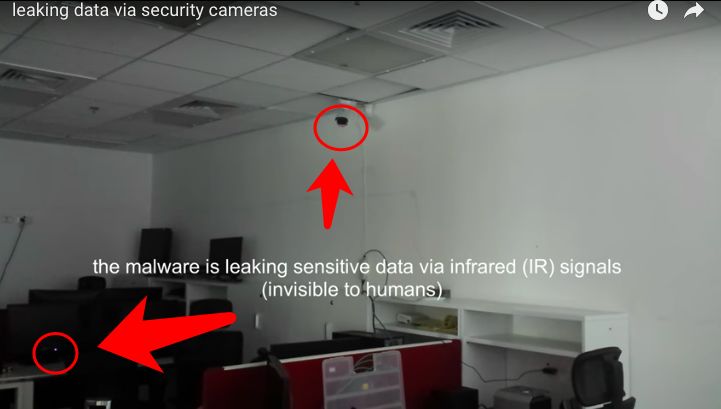 leaking data via security cameras
the malware is leaking sensitive data via infrared (IR) signals
(invisible to humans)